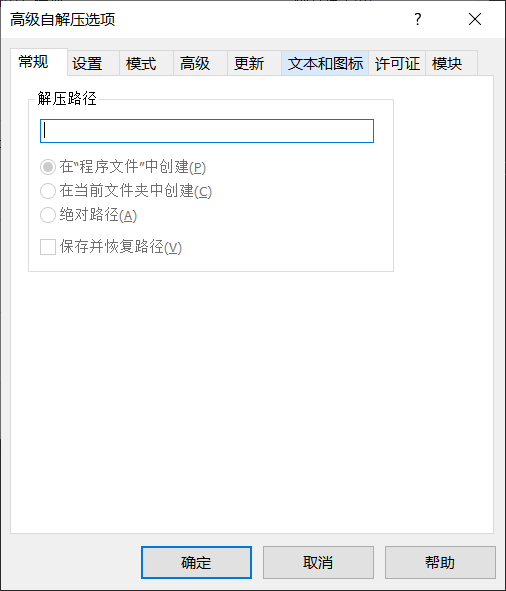 高级自解压选项
?
常规 设置 模式 高级 更新 文本和图标 许可证 模块
解压路径
在“程序文件”中创建(P)
在当前文件夹中创建(C)
绝对路径(A)
保存并恢复路径(V)
确定 取消 帮助